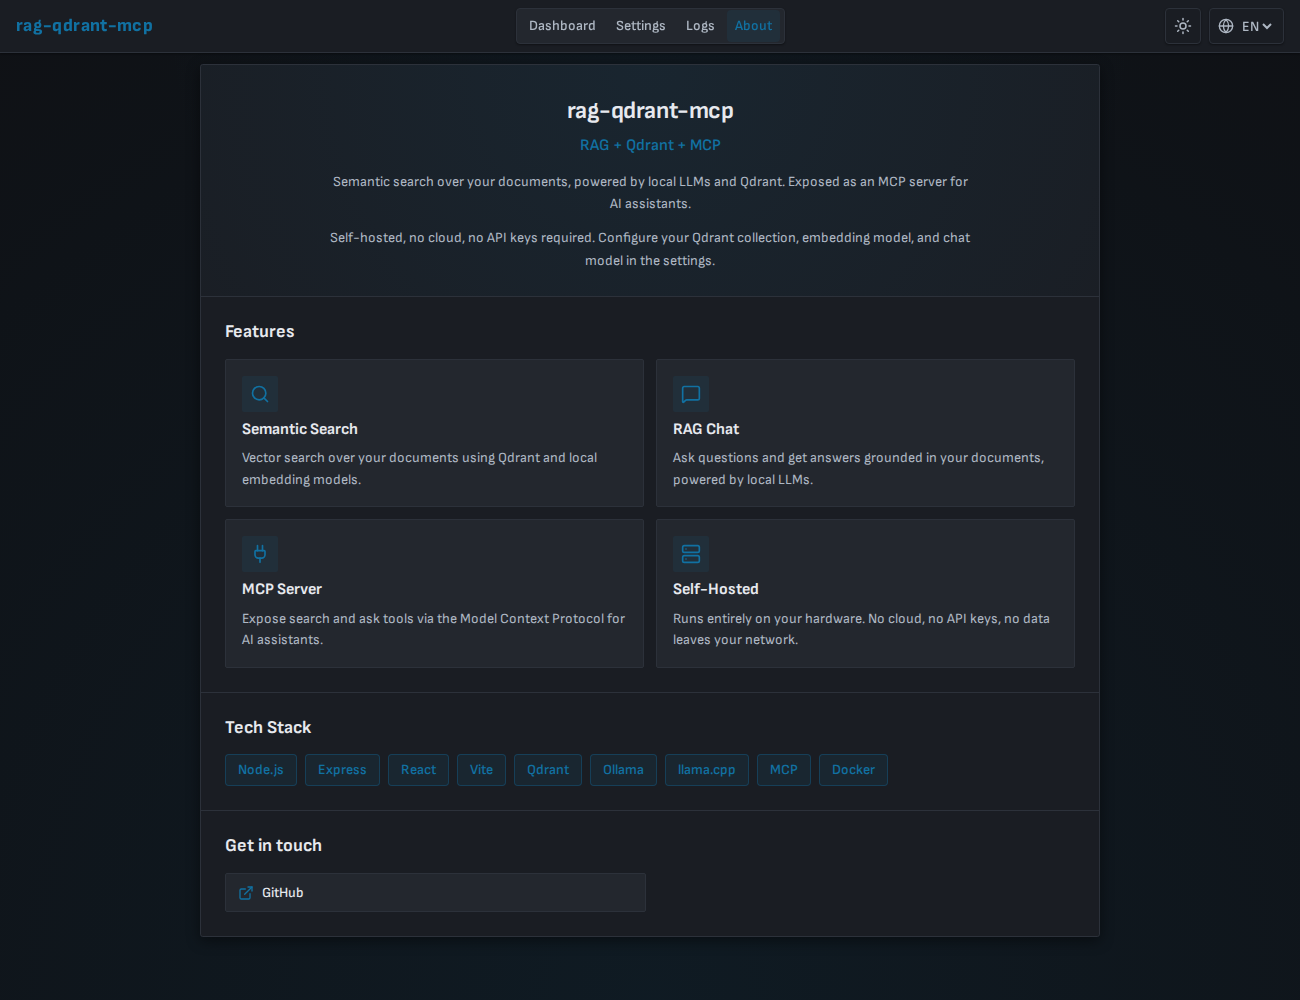 rag-qdrant-mcp
Dashboard Settings Logs About
EN
rag-qdrant-mcp
RAG + Qdrant + MCP
Semantic search over your documents, powered by local LLMs and Qdrant. Exposed as an MCP server for
AI assistants.
Self-hosted, no cloud, no API keys required. Configure your Qdrant collection, embedding model, and chat
model in the settings.
Features
Semantic Search
Vector search over your documents using Qdrant and local
embedding models.
RAG Chat
Ask questions and get answers grounded in your documents,
powered by local LLMs.
MCP Server
Expose search and ask tools via the Model Context Protocol for
AI assistants.
Self-Hosted
Runs entirely on your hardware. No cloud, no API keys, no data
leaves your network.
Tech Stack
Node.js Express React Vite Qdrant Ollama llama.cpp MCP Docker
Get in touch
GitHub